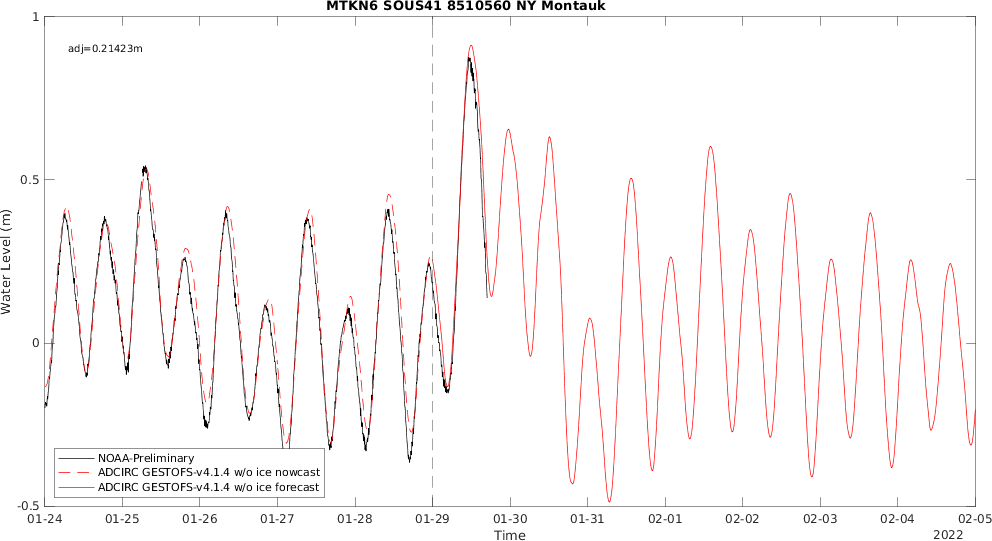 MTKN6 SOUS41 8510560 NY Montauk
adj=0.21423m
Water Level (m)
1
0.5
0
-0.5
NOAA-Preliminary
ADCIRC GESTOFS-v4.1.4 w/o ice nowcast
ADCIRC GESTOFS-v4.1.4 w/o ice forecast
01-24 01-25 01-26 01-27 01-28 01-29 01-30 01-31 02-01 02-02 02-03 02-04 02-05
Time
2022